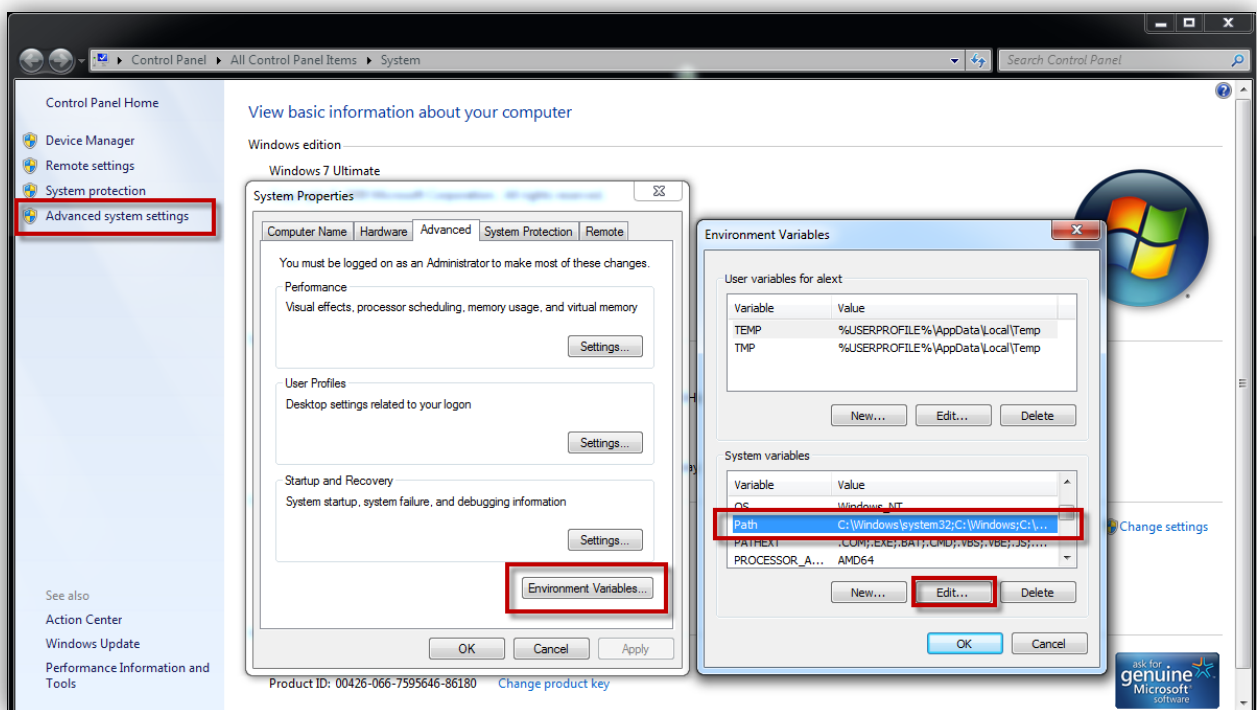 Control Panel
All Control Panel Items
System
Search Control Panel
Control Panel Home
Device Manager
Remote settings
System protection
Advanced system settings
See also
Action Center
Windows Update
Performance Information and
Tools
View basic information about your computer
Windows edition
Windows 7 Ultimate
System Properties
Computer Name
Hardware
Advanced
System Protection
Remote
You must be logged on as an Administrator to make most of these changes.
Performance
Visual effects, processor scheduling, memory usage, and virtual memory
Settings...
User Profiles
Desktop settings related to your logon
Settings...
Startup and Recovery
System startup, system failure, and debugging information
Settings...
Environment Variables...
OK
Cancel
Apply
Product ID: 00426-066-7595646-86180
Change product key
Environment Variables
User variables for alext
Variable Value
TEMP %USERPROFILE%\AppData\Local\Temp
TMP %USERPROFILE%\AppData\Local\Temp
New...
Edit...
Delete
System variables
Variable Value
OS Windows_NT
Path C:\Windows\system32;C:\Windows;C:\...
PATHEXT .COM;.EXE;.BAT;.CMD;.VBS;.VBE;.JS;....
PROCESSOR_A... AMD64
New...
Edit...
Delete
OK
Cancel
Change settings
ask for
genuine
Microsoft
software